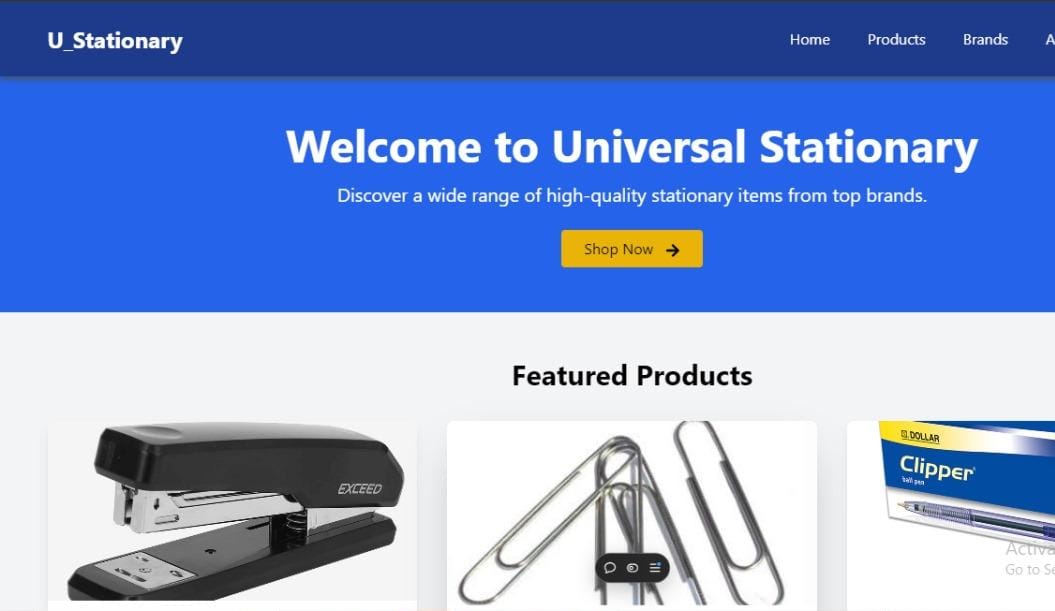 U_Stationary
Home Products Brands A
Welcome to Universal Stationary
Discover a wide range of high-quality stationary items from top brands.
Shop Now
Featured Products
EXCEED
DOLLAR
Clipper
ball pen
Activa
Go to Se